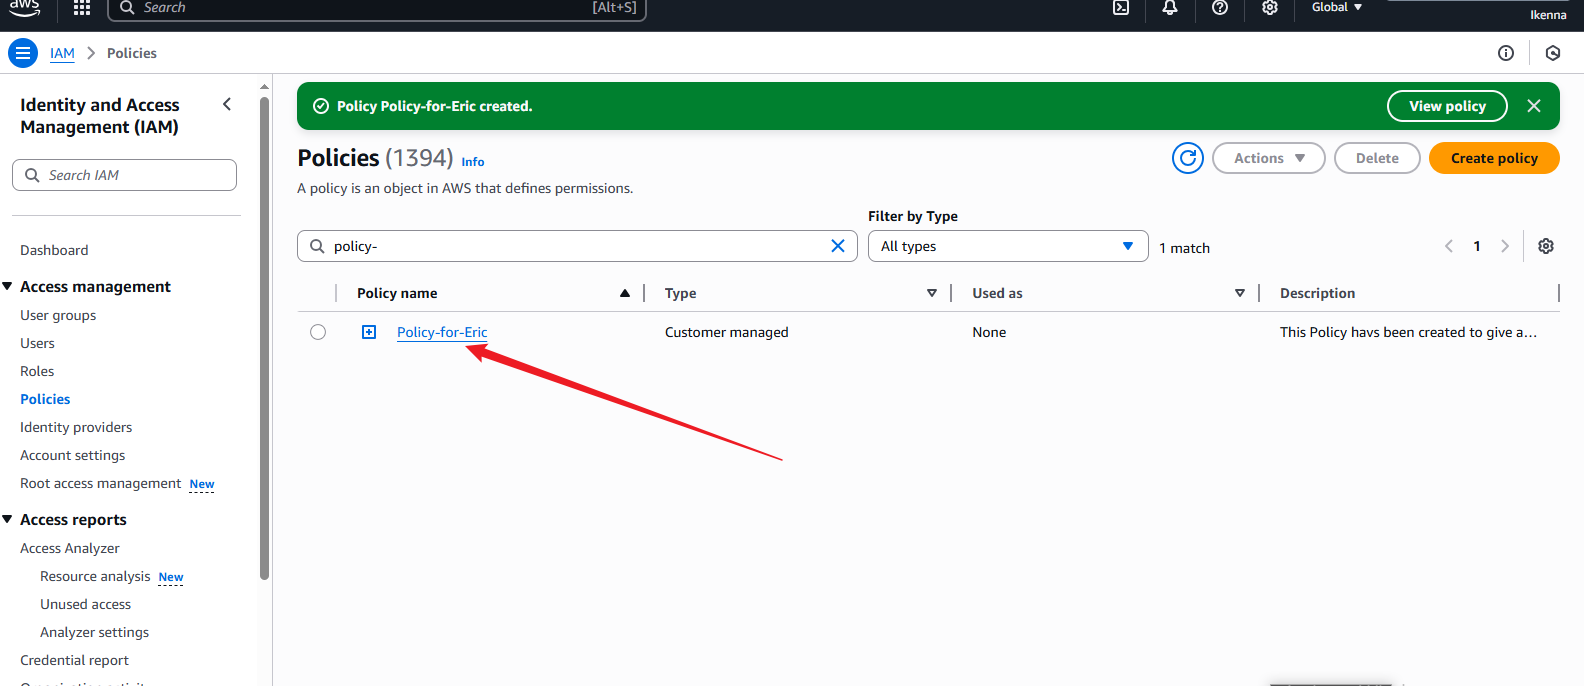 aws
Search
[Alt+S]
Global
Ikenna
IAM
Policies
Identity and Access
Management (IAM)
Search IAM
Dashboard
Access management
User groups
Users
Roles
Policies
Identity providers
Account settings
Root access management New
Access reports
Access Analyzer
Resource analysis New
Unused access
Analyzer settings
Credential report
Policy Policy-for-Eric created.
View policy
Policies (1394) Info
Actions
Delete
Create policy
A policy is an object in AWS that defines permissions.
Filter by Type
policy-
All types
1 match
1
Policy name
Type
Used as
Description
Policy-for-Eric
Customer managed
None
This Policy havs been created to give a…